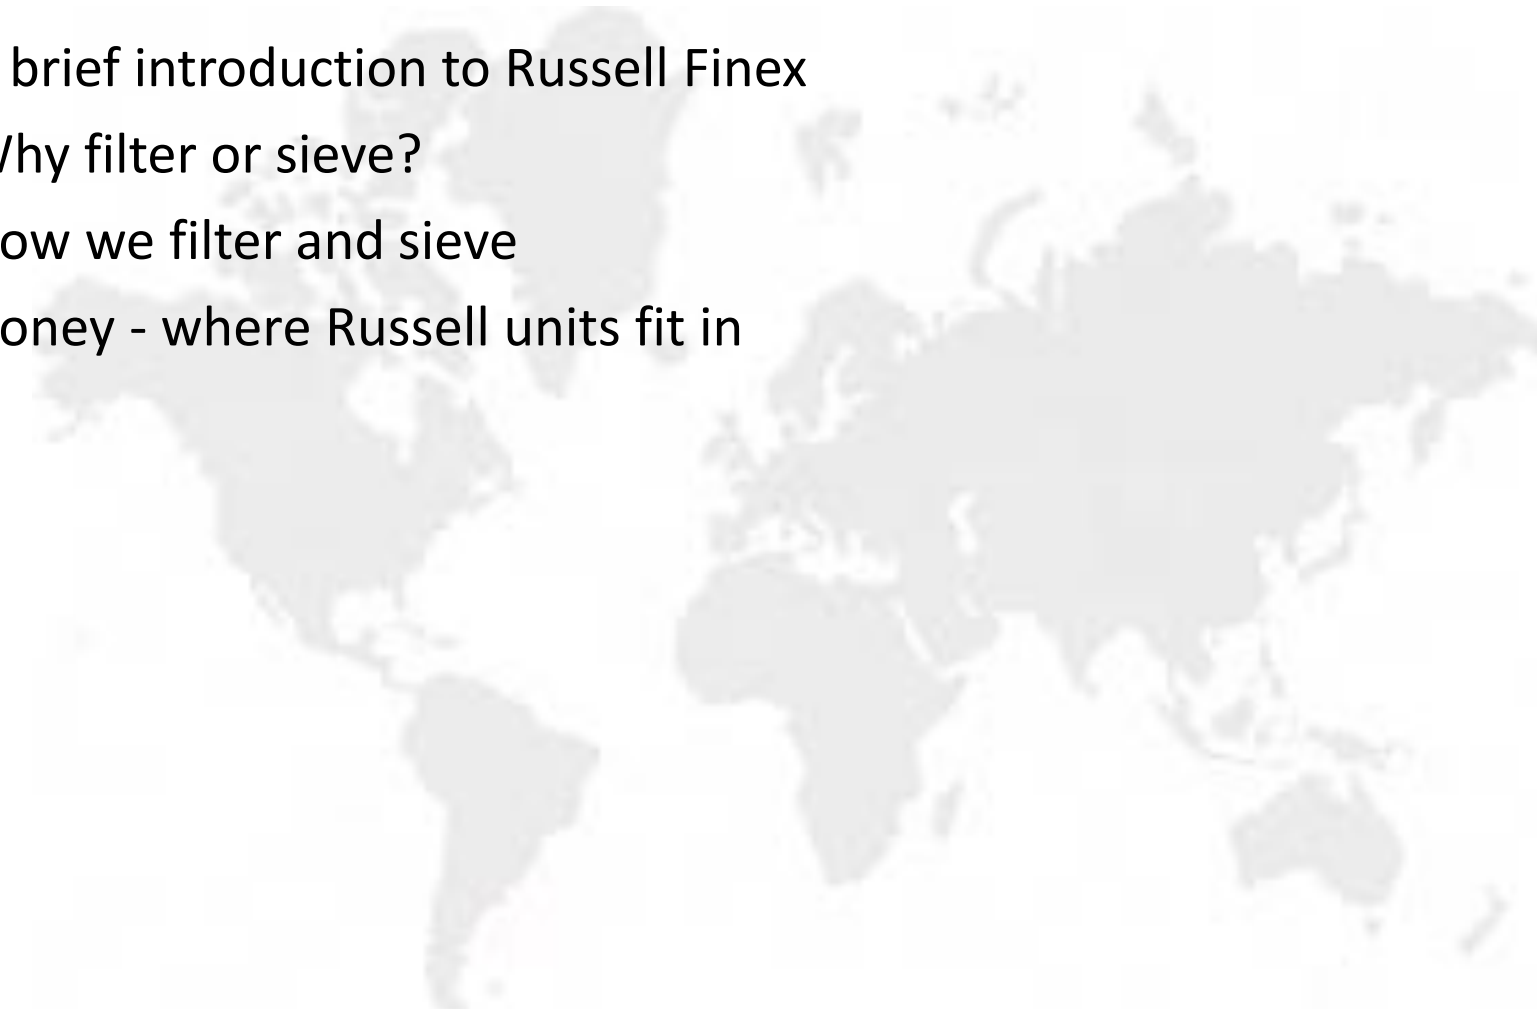 brief introduction to Russell Finex
hy filter or sieve?
ow we filter and sieve
oney - where Russell units fit in